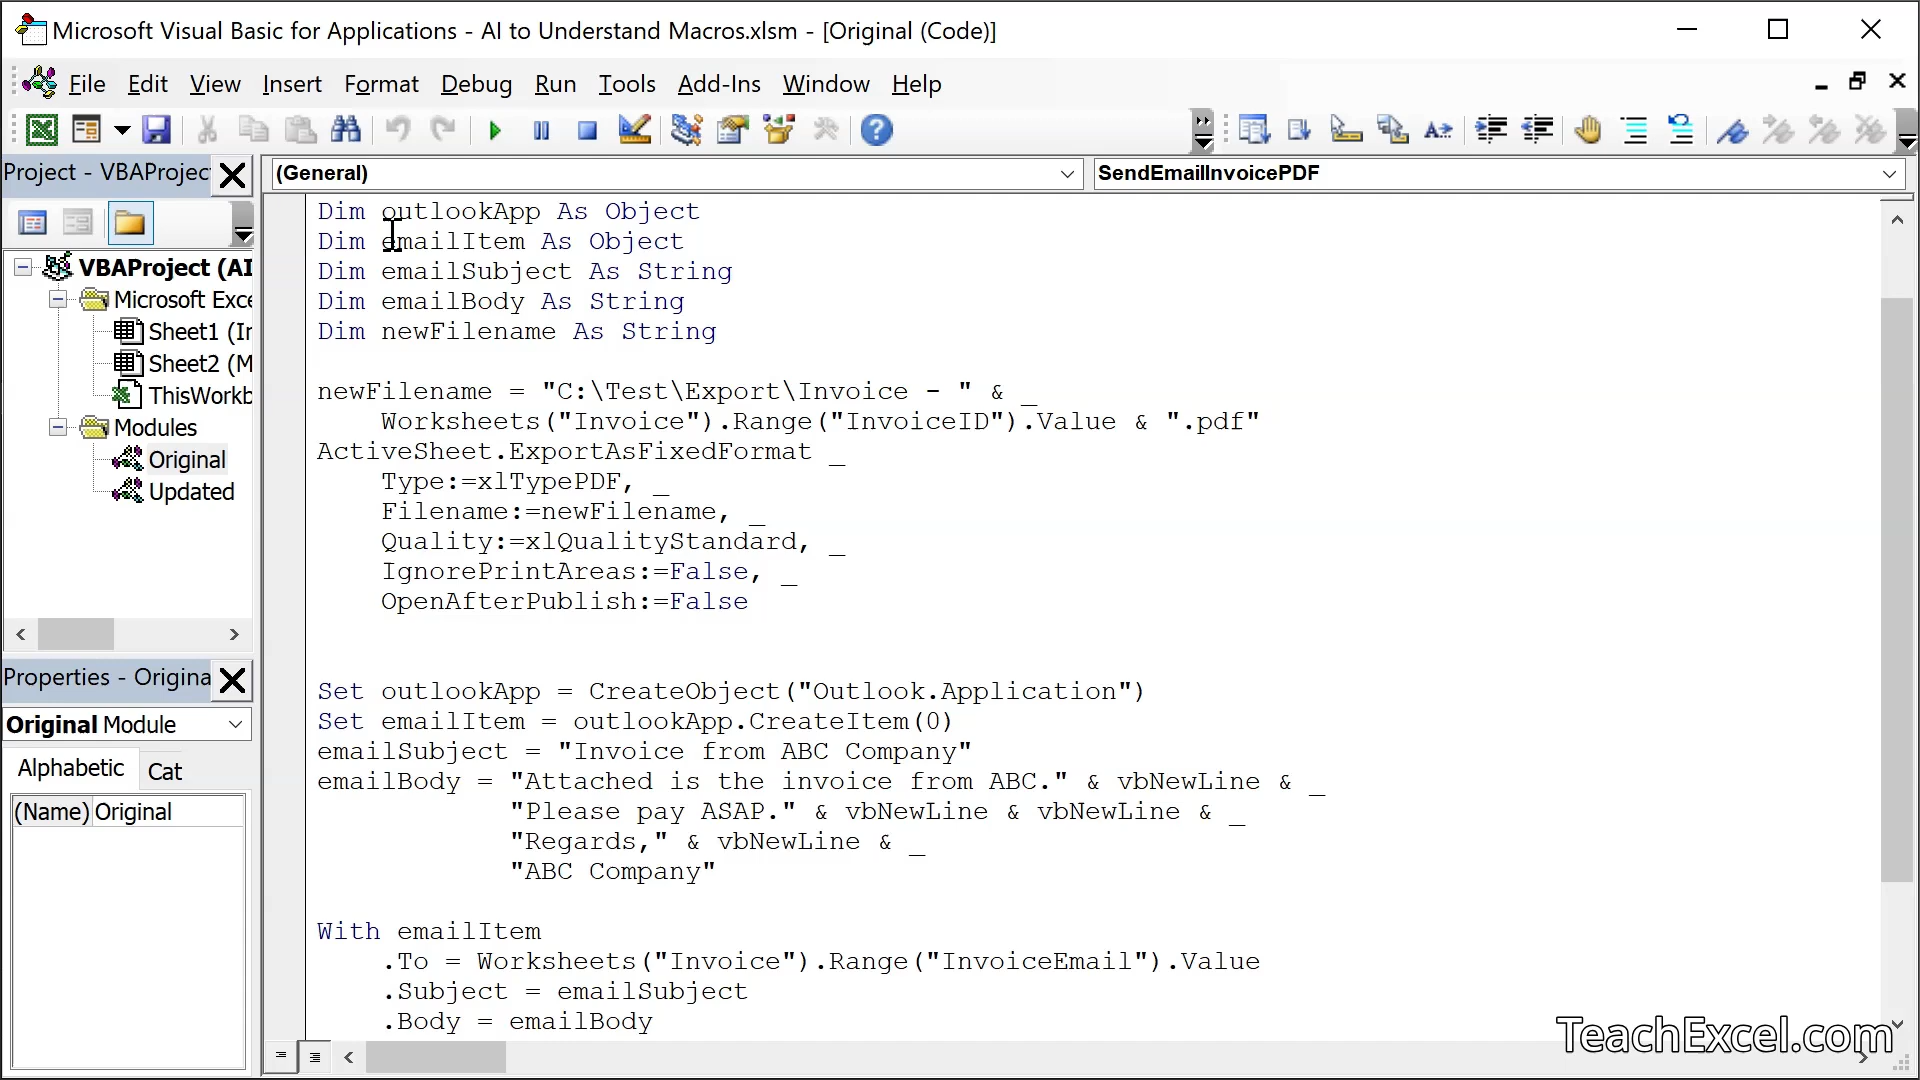 Microsoft Visual Basic for Applications - AI to Understand Macros.xlsm - [Original (Code)]
File Edit View Insert Format Debug Run Tools Add-Ins Window Help
Project - VBAProjec
(General)
SendEmailInvoicePDF
VBAProject (AI
Microsoft Exce
Sheet1 (In
Sheet2 (M
ThisWorkb
Modules
Original
Updated
Properties - Origina
Original Module
Alphabetic
Cat
(Name) Original
Dim outlookApp As Object
Dim emailItem As Object
Dim emailSubject As String
Dim emailBody As String
Dim newFilename As String
newFilename = "C:\Test\Export\Invoice - " & _
Worksheets("Invoice").Range("InvoiceID").Value & ".pdf"
ActiveSheet.ExportAsFixedFormat _
Type:=xlTypePDF, _
Filename:=newFilename, _
Quality:=xlQualityStandard, _
IgnorePrintAreas:=False, _
OpenAfterPublish:=False
Set outlookApp = CreateObject("Outlook.Application")
Set emailItem = outlookApp.CreateItem(0)
emailSubject = "Invoice from ABC Company"
emailBody = "Attached is the invoice from ABC." & vbNewLine & _
"Please pay ASAP." & vbNewLine & vbNewLine & _
"Regards," & vbNewLine & _
"ABC Company"
With emailItem
.To = Worksheets("Invoice").Range("InvoiceEmail").Value
.Subject = emailSubject
.Body = emailBody
TeachExcel.com